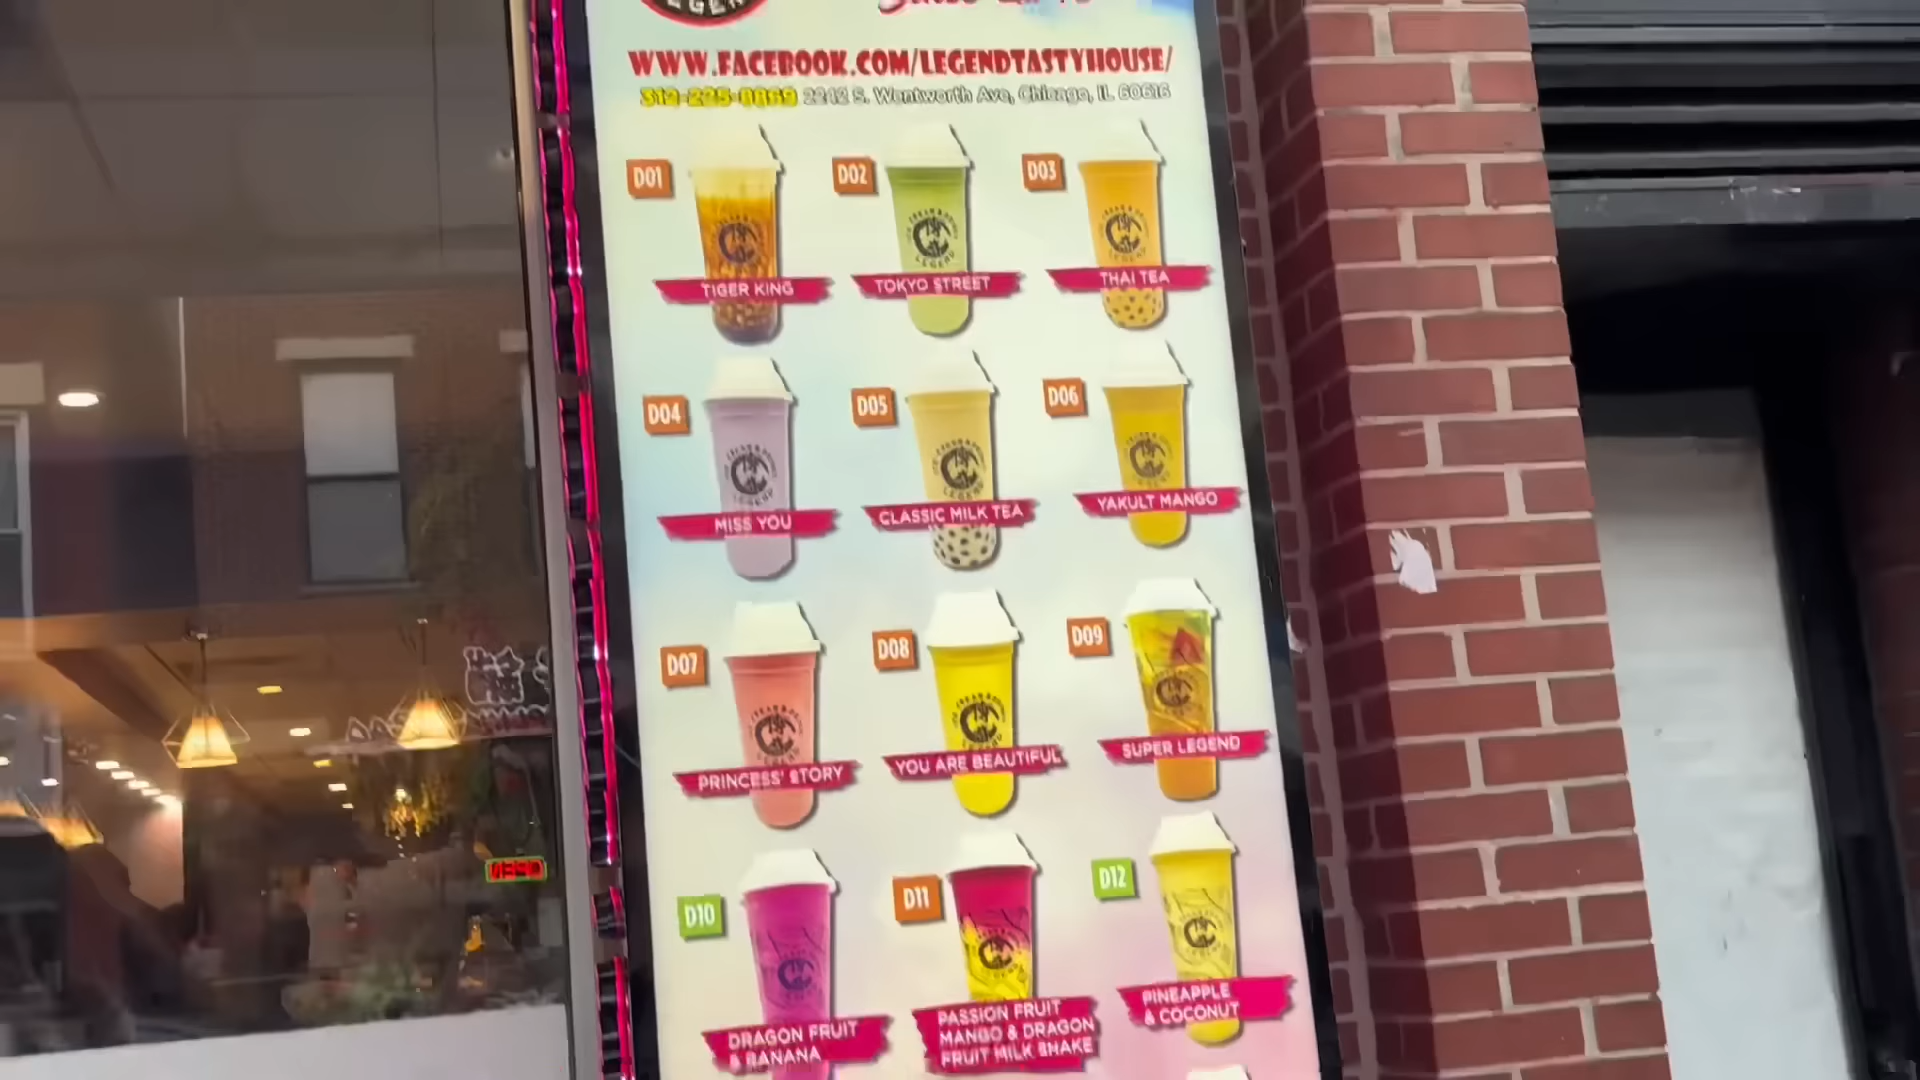 WWW.FACEBOOK.COM/LEGENDTASTYHOUSE/
2242 S. Wentworth Ave, Chicago, IL 60616
D01
D02
D03
TIGER KING
TOKYO STREET
THAI TEA
D04
D05
D06
MISS YOU
CLASSIC MILK TEA
YAKULT MANGO
D07
D08
D09
PRINCESS' STORY
YOU ARE BEAUTIFUL
SUPER LEGEND
D10
D11
D12
DRAGON FRUIT
& BANANA
PASSION FRUIT
MANGO & DRAGON
FRUIT MILK SHAKE
PINEAPPLE
& COCONUT